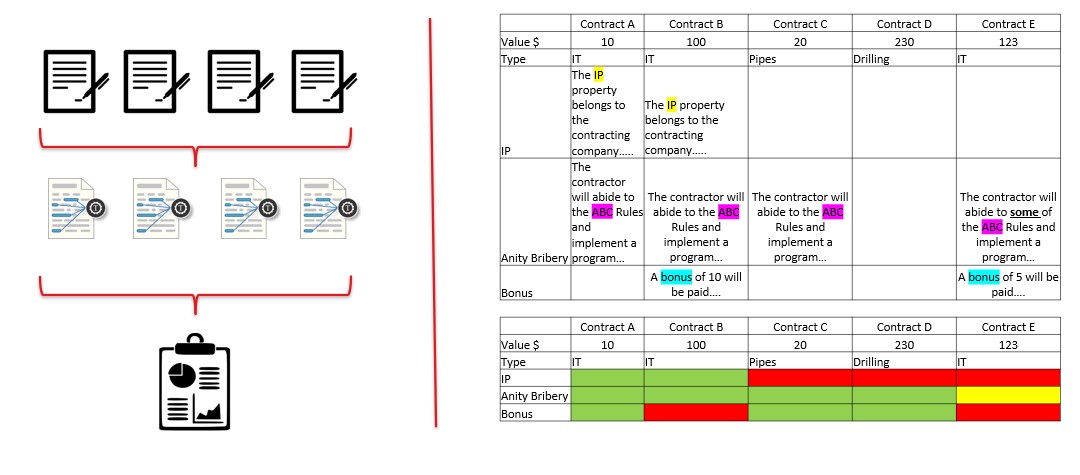 Contract A Contract B Contract C Contract D Contract E
Value $ 10 100 20 230 123
Type IT IT Pipes Drilling IT
The IP
property
belongs to
the
contracting
company.....
The IP property
belongs to the
contracting
company.....
IP
The
contractor
will abide to
the ABC Rules
and
implement a
program...
The contractor will
abide to the ABC
Rules and
implement a
program...
The contractor will
abide to the ABC
Rules and
implement a
program...
The contractor will
abide to some of
the ABC Rules and
implement a
program...
Anity Bribery
A bonus of 10 will
be paid....
A bonus of 5 will be
paid....
Bonus
Contract A Contract B Contract C Contract D Contract E
Value $ 10 100 20 230 123
Type IT IT Pipes Drilling IT
IP
Anity Bribery
Bonus